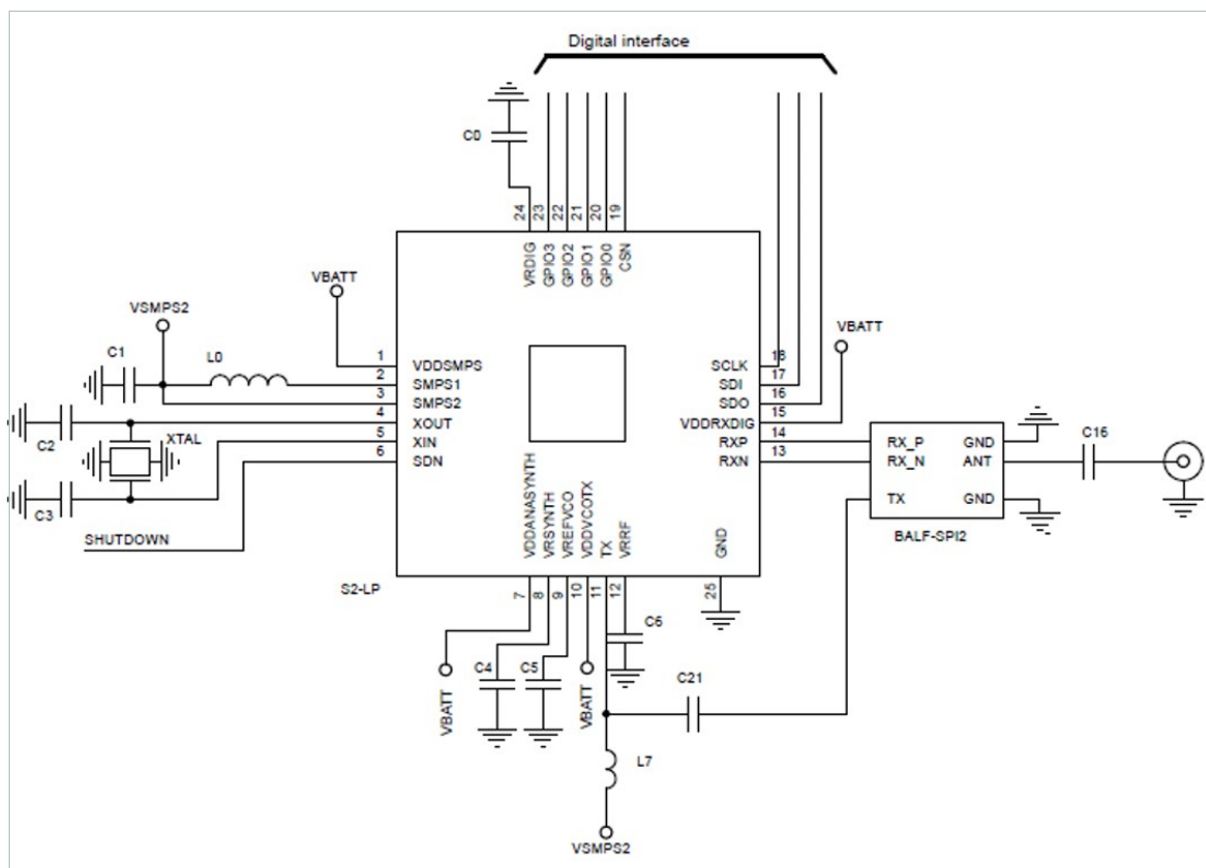 Digital interface
C0
24
23
22
21
20
19
VRDIG
GPIO3
GPIO2
GPIO1
GPIO0
CSN
VBATT
VSMPS2
VBATT
C1
L0
1
2
3
4
5
6
VDDSMPS
SMPS1
SMPS2
XOUT
XIN
SDN
SCLK
SDI
SDO
VDDRXDIG
RXP
RXN
18
17
16
15
14
13
C2
XTAL
C3
SHUTDOWN
RX_P
RX_N
TX
GND
ANT
GND
C16
BALF-SPI2
VDDANASYNTH
VRSYNTH
VREFVCO
VDDVCOTX
TX
VRRF
GND
S2-LP
7
8
9
10
11
12
25
VBATT
C4
C5
VBATT
C6
C21
L7
VSMPS2